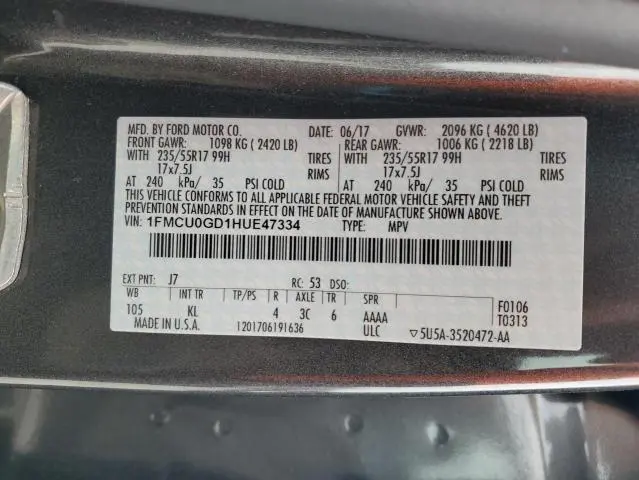 MFD. BY FORD MOTOR CO. DATE: 06/17 GVWR: 2096 KG ( 4620 LB)
FRONT GAWR: 1098 KG ( 2420 LB) REAR GAWR: 1006 KG ( 2218 LB)
WITH 235/55R17 99H TIRES WITH 235/55R17 99H TIRES
17x7.5J RIMS 17x7.5J RIMS
AT 240 kPa/ 35 PSI COLD AT 240 kPa/ 35 PSI COLD
THIS VEHICLE CONFORMS TO ALL APPLICABLE FEDERAL MOTOR VEHICLE SAFETY AND THEFT
PREVENTION STANDARDS IN EFFECT ON THE DATE OF MANUFACTURE SHOWN ABOVE.
VIN: 1FMCU0GD1HUE47334 TYPE: MPV
EXT PNT: J7 RC: 53 DSO:
WB INT TR TP/PS R AXLE TR SPR F0106
105 KL 4 3C 6 AAAA T0313
MADE IN U.S.A. 1201706191636 ULC ▽5U5A-3520472-AA